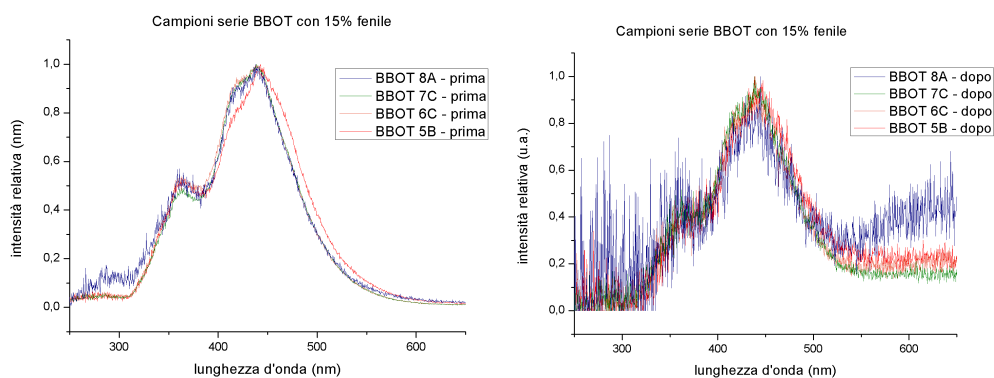 Campioni serie BBOT con 15% fenile
1,0
0,8
0,6
0,4
0,2
0,0
intensità relativa (nm)
300
400
500
600
lunghezza d'onda (nm)
BBOT 8A - prima
BBOT 7C - prima
BBOT 6C - prima
BBOT 5B - prima
Campioni serie BBOT con 15% fenile
1,0
0,8
0,6
0,4
0,2
0,0
intensità relativa (u.a.)
300
400
500
600
lunghezza d'onda (nm)
BBOT 8A - dopo
BBOT 7C - dopo
BBOT 6C - dopo
BBOT 5B - dopo